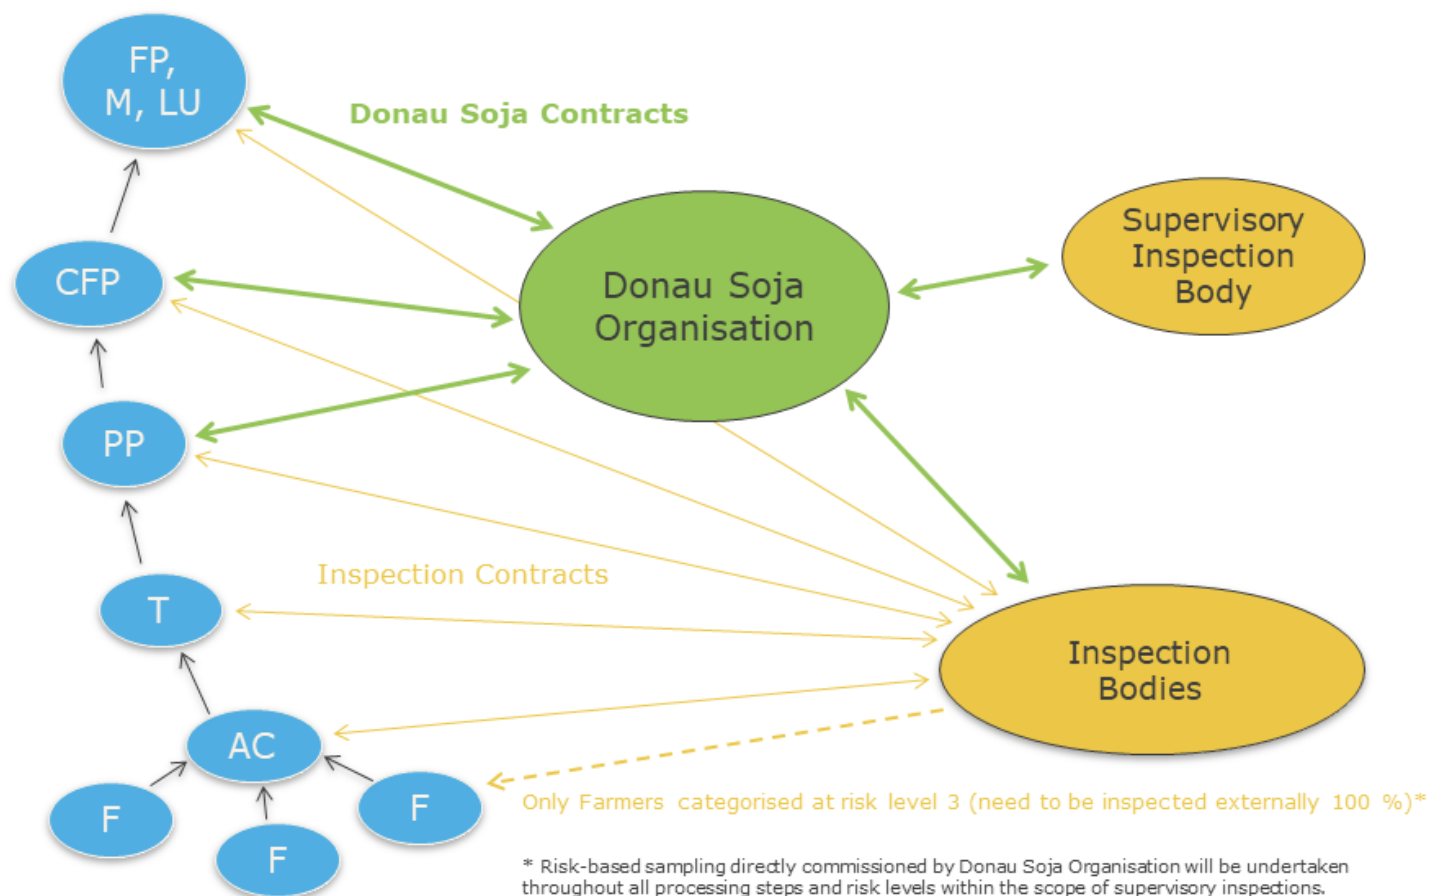 FP,
M, LU
Donau Soja Contracts
Supervisory
Inspection
Body
CFP
Donau Soja
Organisation
PP
Inspection Contracts
T
Inspection
Bodies
AC
F
F
F
Only Farmers categorised at risk level 3 (need to be inspected externally 100 %)*
* Risk-based sampling directly commissioned by Donau Soja Organisation will be undertaken
throughout all processing steps and risk levels within the scope of supervisory inspections.